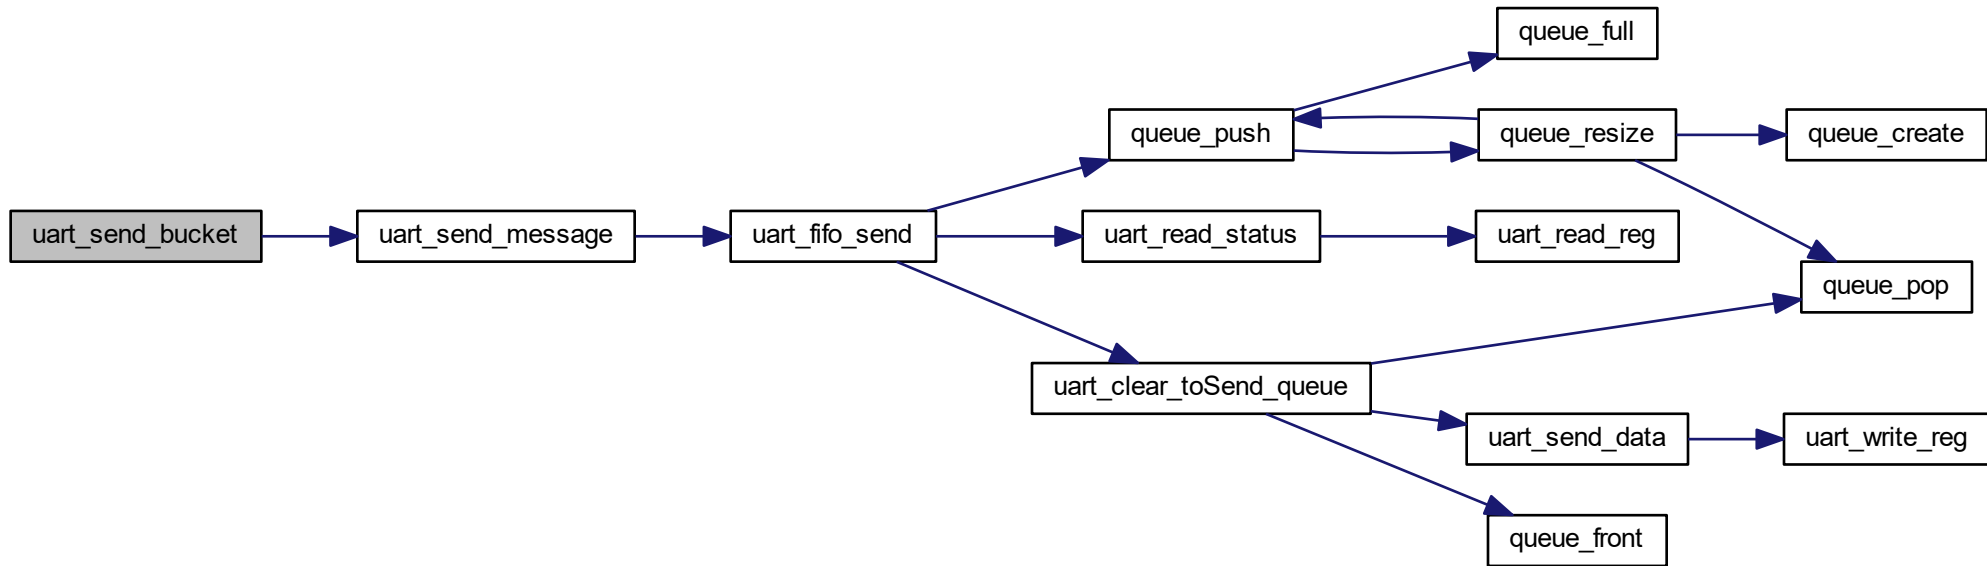 queue_full
queue_push
queue_resize
queue_create
uart_send_bucket
uart_send_message
uart_fifo_send
uart_read_status
uart_read_reg
queue_pop
uart_clear_toSend_queue
uart_send_data
uart_write_reg
queue_front